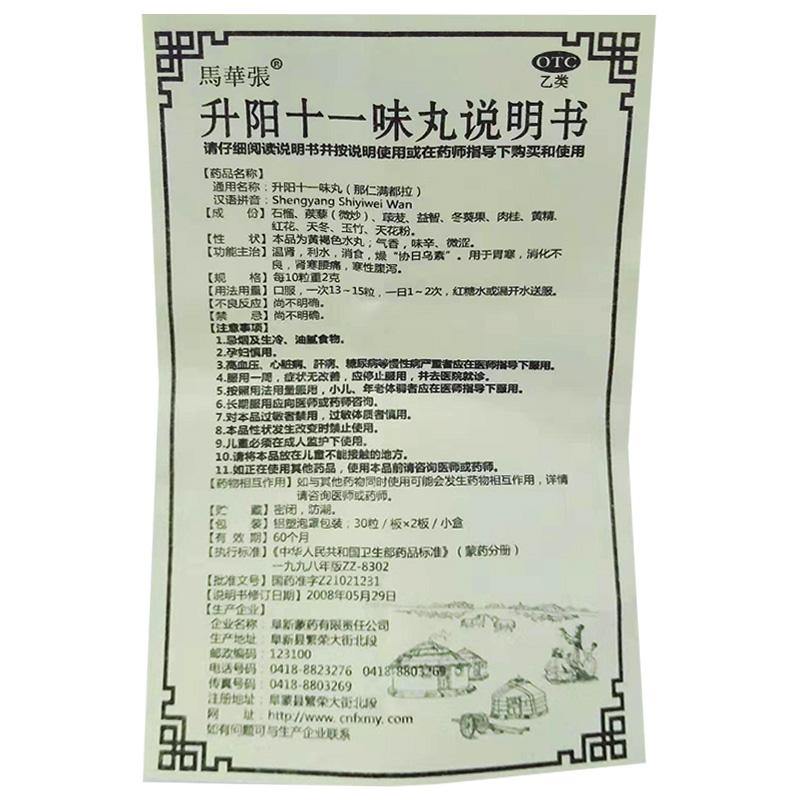 馬華張®
OTC
乙类
升阳十一味丸说明书
请仔细阅读说明书并按说明使用或在药师指导下购买和使用
【药品名称】
通用名称：升阳十一味丸（那仁满都拉）
汉语拼音：Shengyang Shiyiwei Wan
【成 份】石榴、蒺藜（微炒）、荜茇、益智、冬葵果、肉桂、黄精、
红花、天冬、玉竹、天花粉。
【性 状】本品为黄褐色水丸；气香，味辛、微涩。
【功能主治】温肾，利水，消食，燥“协日乌素”。用于胃寒，消化不
良，肾寒腰痛，寒性腹泻。
【规 格】每10粒重2克
【用法用量】口服，一次13～15粒，一日1～2次，红糖水或温开水送服。
【不良反应】尚不明确。
【禁 忌】尚不明确。
【注意事项】
1.忌烟及生冷、油腻食物。
2.孕妇慎用。
3.高血压、心脏病、肝病、糖尿病等慢性病严重者应在医师指导下服用。
4.服用一周，症状无改善，应停止服用，并去医院就诊。
5.按照用法用量服用，小儿、年老体弱者应在医师指导下服用。
6.长期服用应向医师或药师咨询。
7.对本品过敏者禁用，过敏体质者慎用。
8.本品性状发生改变时禁止使用。
9.儿童必须在成人监护下使用。
10.请将本品放在儿童不能接触的地方。
11.如正在使用其他药品，使用本品前请咨询医师或药师。
【药物相互作用】如与其他药物同时使用可能会发生药物相互作用，详情
请咨询医师或药师。
【贮 藏】密闭，防潮。
【包 装】铝塑泡罩包装，30粒/板×2板/小盒
【有 效 期】60个月
【执行标准】《中华人民共和国卫生部药品标准》（蒙药分册）
一九九八年版ZZ-8302
【批准文号】国药准字Z21021231
【说明书修订日期】2008年05月29日
【生产企业】
企业名称：阜新蒙药有限责任公司
生产地址：阜新县繁荣大街北段
邮政编码：123100
电话号码：0418-8823276 0418-8803269
传真号码：0418-8803269
注册地址：阜蒙县繁荣大街北段
网 址：http://www.cnfxmy.com
如有问题可与生产企业联系